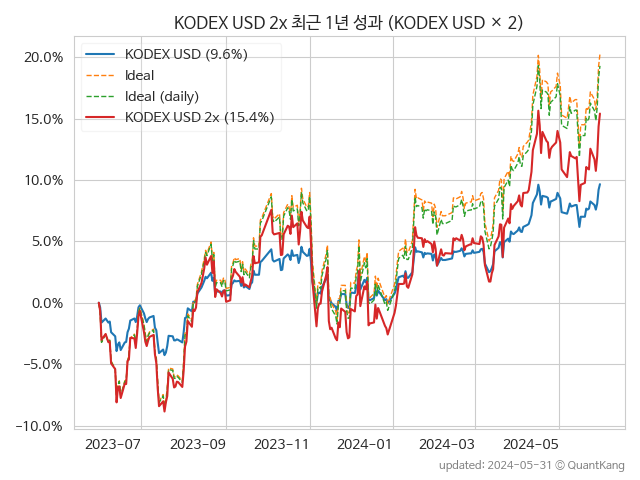 KODEX USD 2x 최근 1년 성과 (KODEX USD × 2)
KODEX USD (9.6%)
Ideal
Ideal (daily)
KODEX USD 2x (15.4%)
20.0%
15.0%
10.0%
5.0%
0.0%
−5.0%
−10.0%
2023−07
2023−09
2023−11
2024−01
2024−03
2024−05
updated: 2024-05-31 © QuantKang